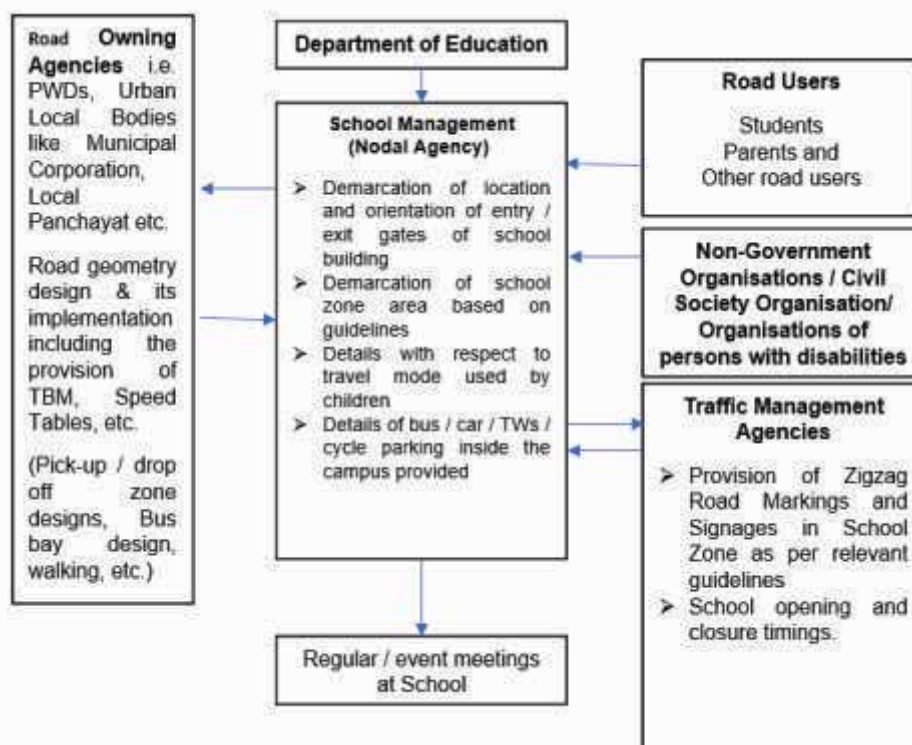 Road Owning
Agencies i.e.
PWDs, Urban
Local Bodies
like Municipal
Corporation,
Local
Panchayat etc.
Road geometry
design & its
implementation
including the
provision of
TBM, Speed
Tables, etc.
(Pick-up / drop
off zone
designs, Bus
bay design,
walking, etc.)
Department of Education
School Management
(Nodal Agency)
➢ Demarcation of location
and orientation of entry /
exit gates of school
building
➢ Demarcation of school
zone area based on
guidelines
➢ Details with respect to
travel mode used by
children
➢ Details of bus / car / TWs /
cycle parking inside the
campus provided
Regular / event meetings
at School
Road Users
Students
Parents and
Other road users
Non-Government
Organisations / Civil
Society Organisation/
Organisations of
persons with disabilities
Traffic Management
Agencies
➢ Provision of Zigzag
Road Markings and
Signages in School
Zone as per relevant
guidelines
➢ School opening and
closure timings.